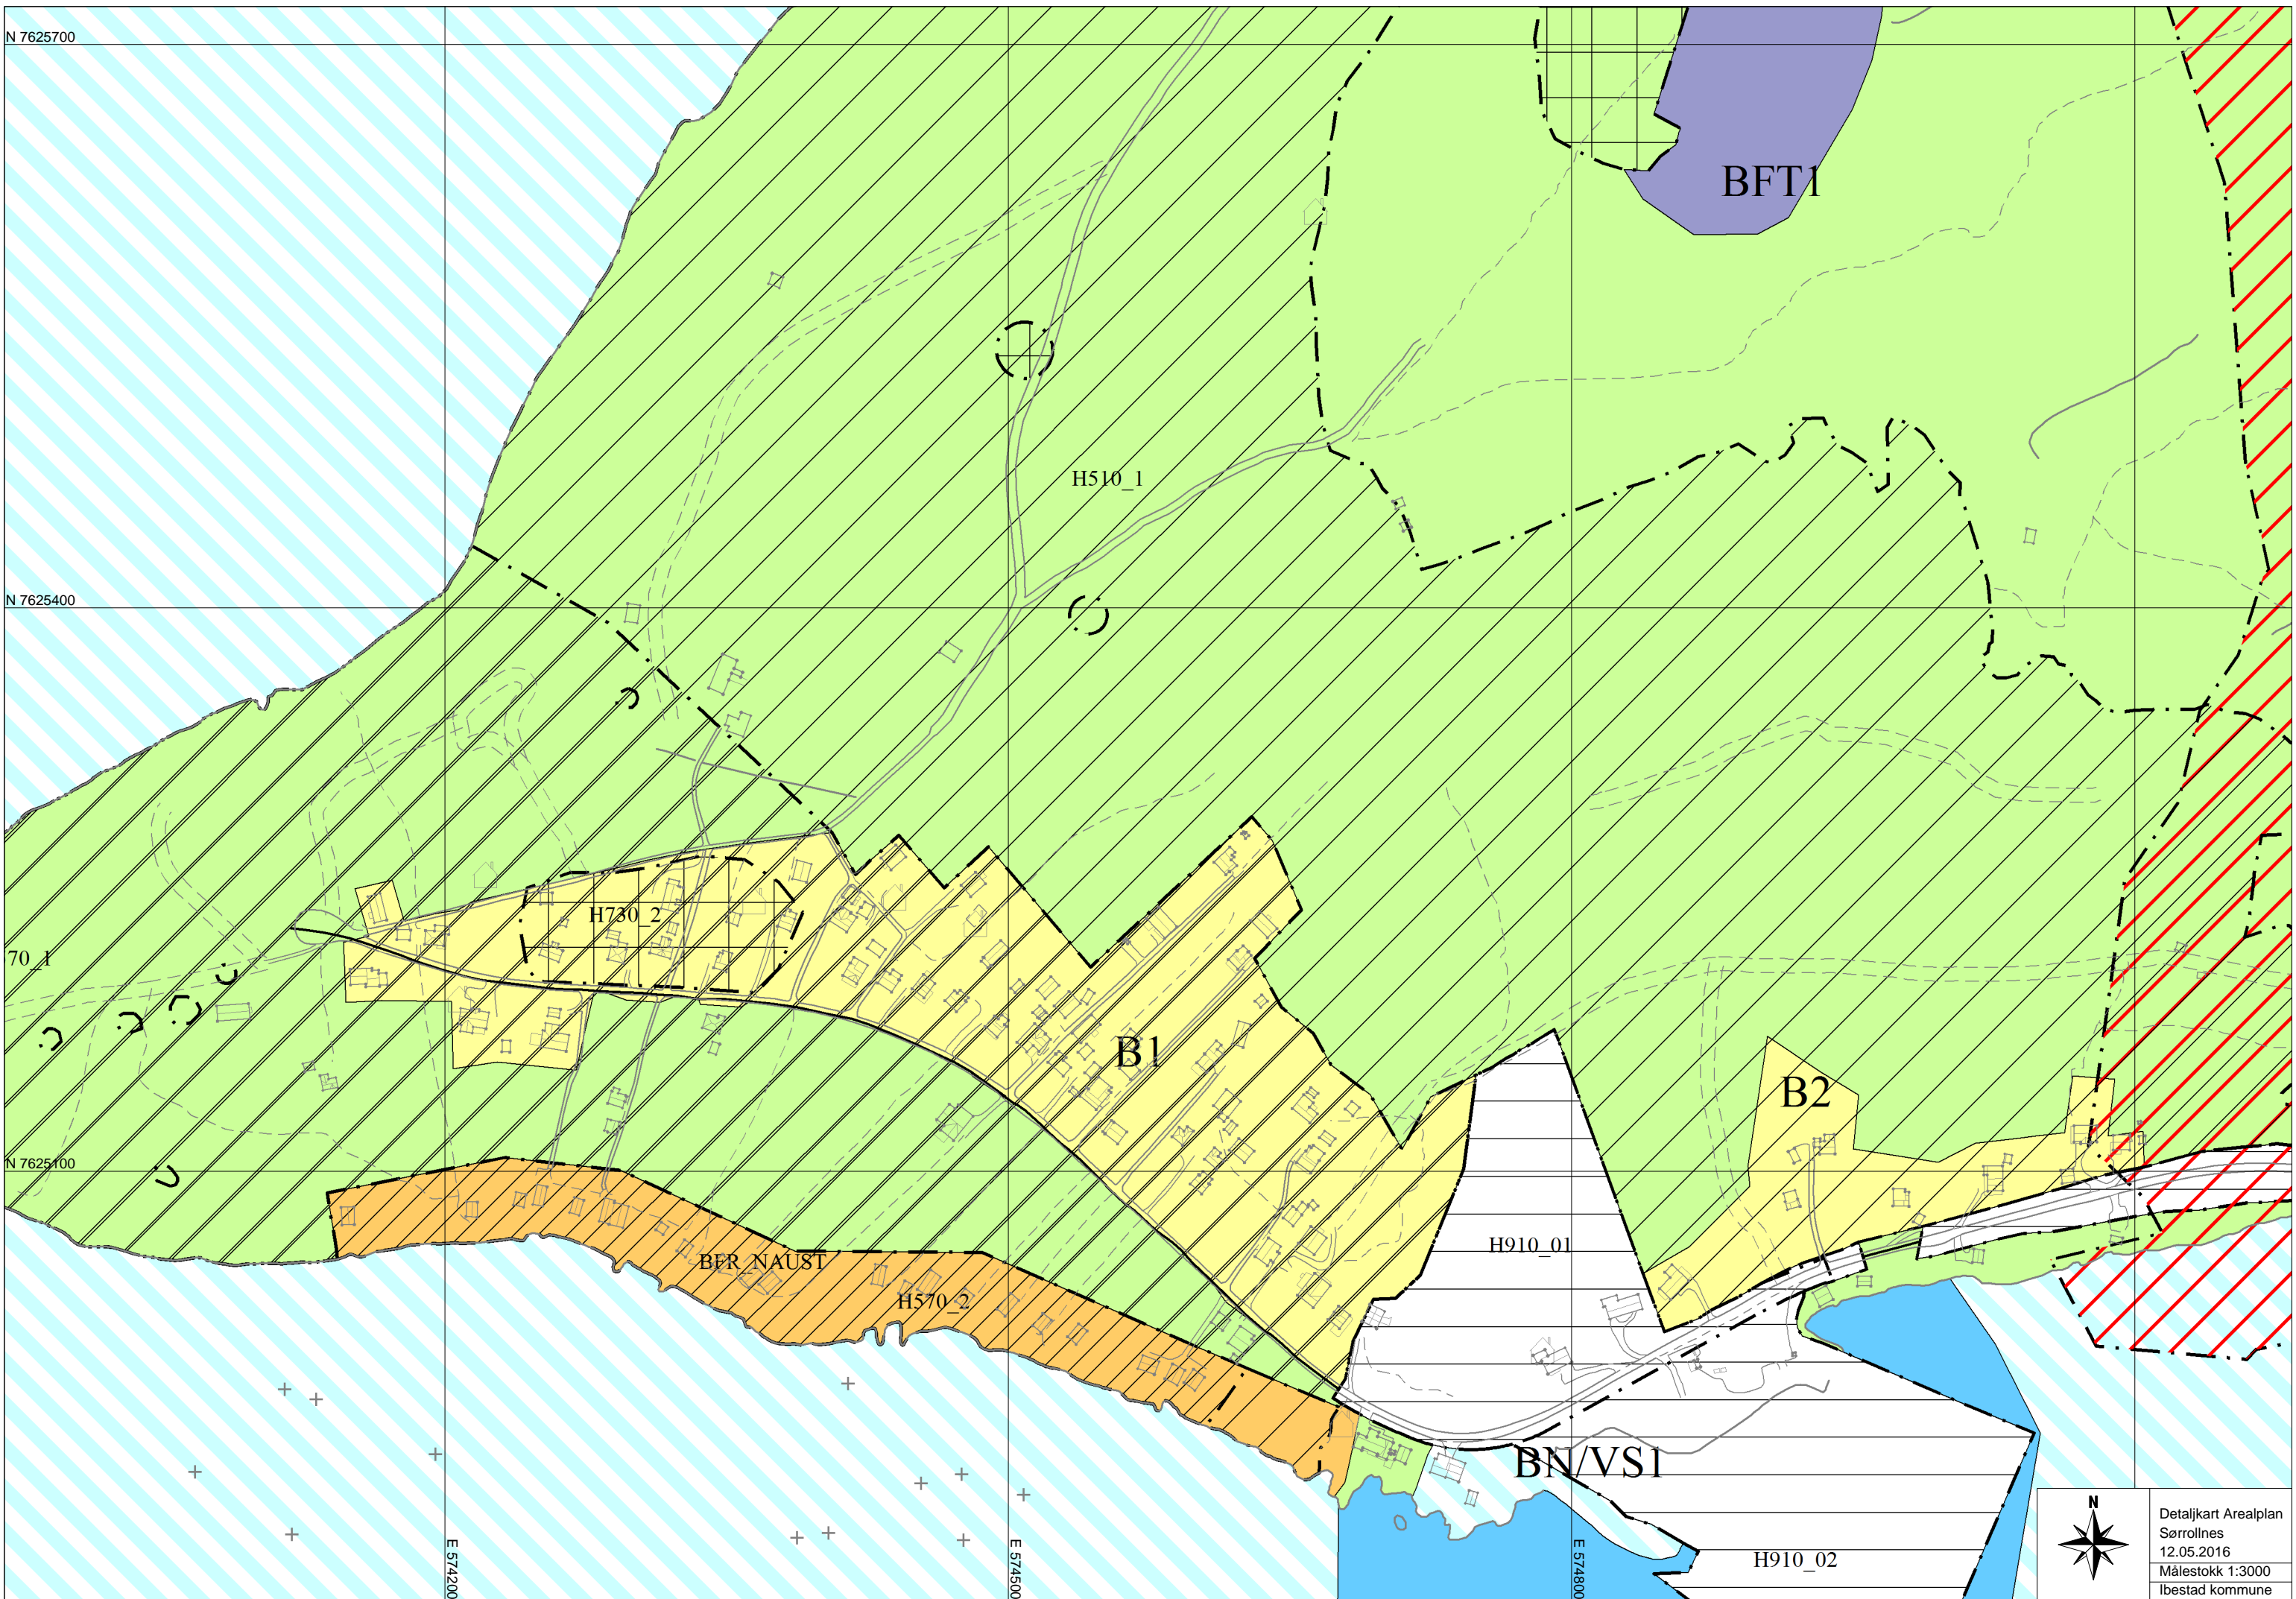 N 7625700
BFT1
H510_1
N 7625400
H730_2
70_1
B1
B2
N 7625100
H910_01
BFR_NAUST
H570_2
BN/VS1
H910_02
E 574200
E 574500
E 574800
N
Detaljkart Arealplan
Sørrollnes
12.05.2016
Målestokk 1:3000
Ibestad kommune